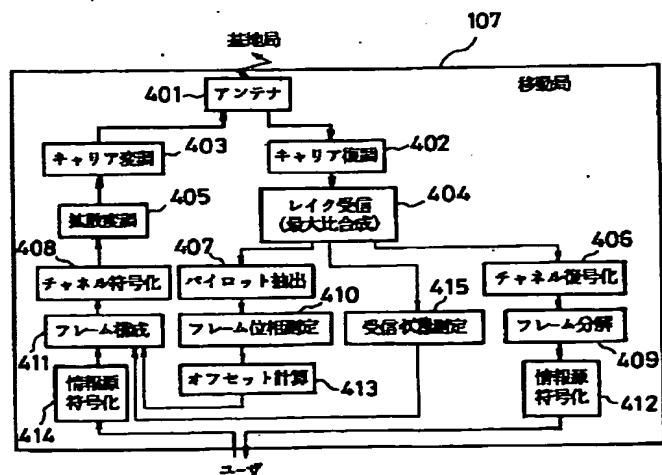 基地局
107
移動局
401
アンテナ
403
キャリア変調
402
キャリア復調
405
拡散変調
404
レイク受信
(最大比合成)
408
チャネル符号化
407
パイロット抽出
406
チャネル復号化
411
フレーム構成
410
フレーム位相測定
415
受信状態測定
409
フレーム分解
414
情報源
符号化
413
オフセット計算
412
情報源
符号化
ユーザ